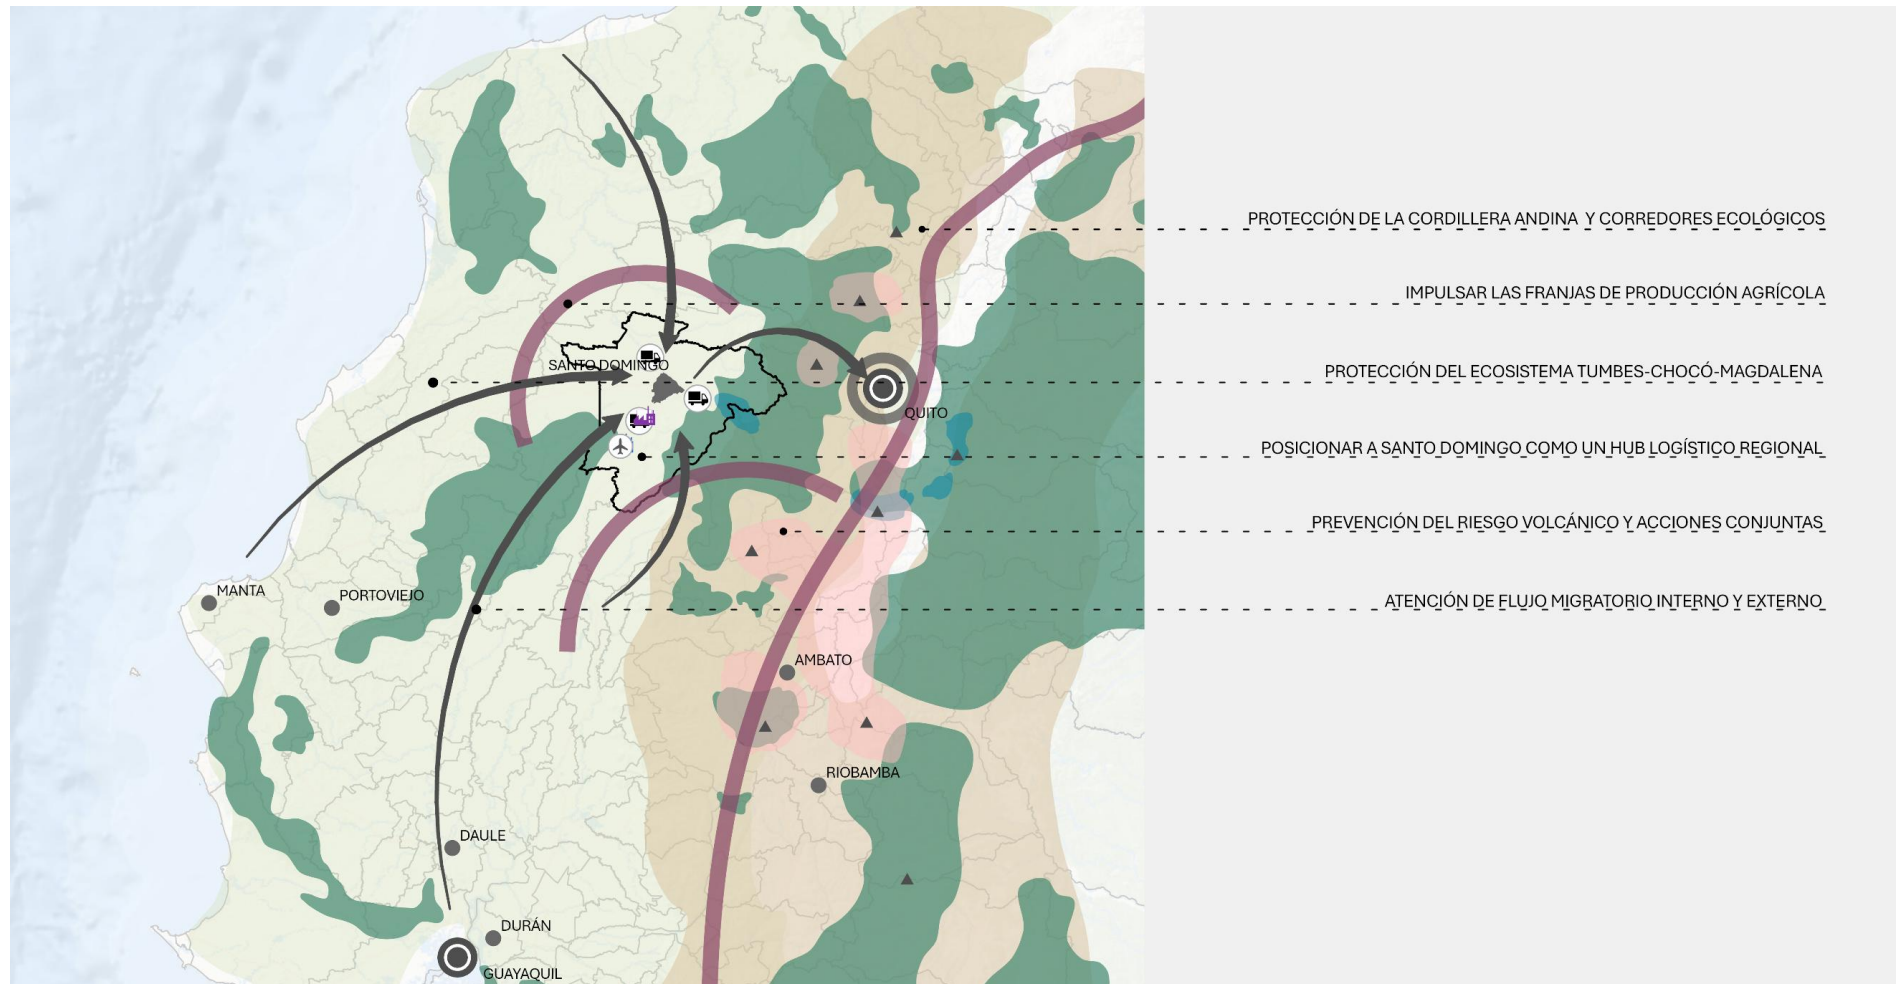 PROTECCIÓN DE LA CORDILLERA ANDINA Y CORREDORES ECOLÓGICOS
IMPULSAR LAS FRANJAS DE PRODUCCIÓN AGRÍCOLA
SANTO DOMINGO
PROTECCIÓN DEL ECOSISTEMA TUMBES-CHOCÓ-MAGDALENA
QUITO
POSICIONAR A SANTO DOMINGO COMO UN HUB LOGÍSTICO REGIONAL
PREVENCIÓN DEL RIESGO VOLCÁNICO Y ACCIONES CONJUNTAS
MANTA
PORTOVIEJO
ATENCIÓN DE FLUJO MIGRATORIO INTERNO Y EXTERNO
AMBATO
RIOBAMBA
DAULE
DURÁN
GUAYAQUIL